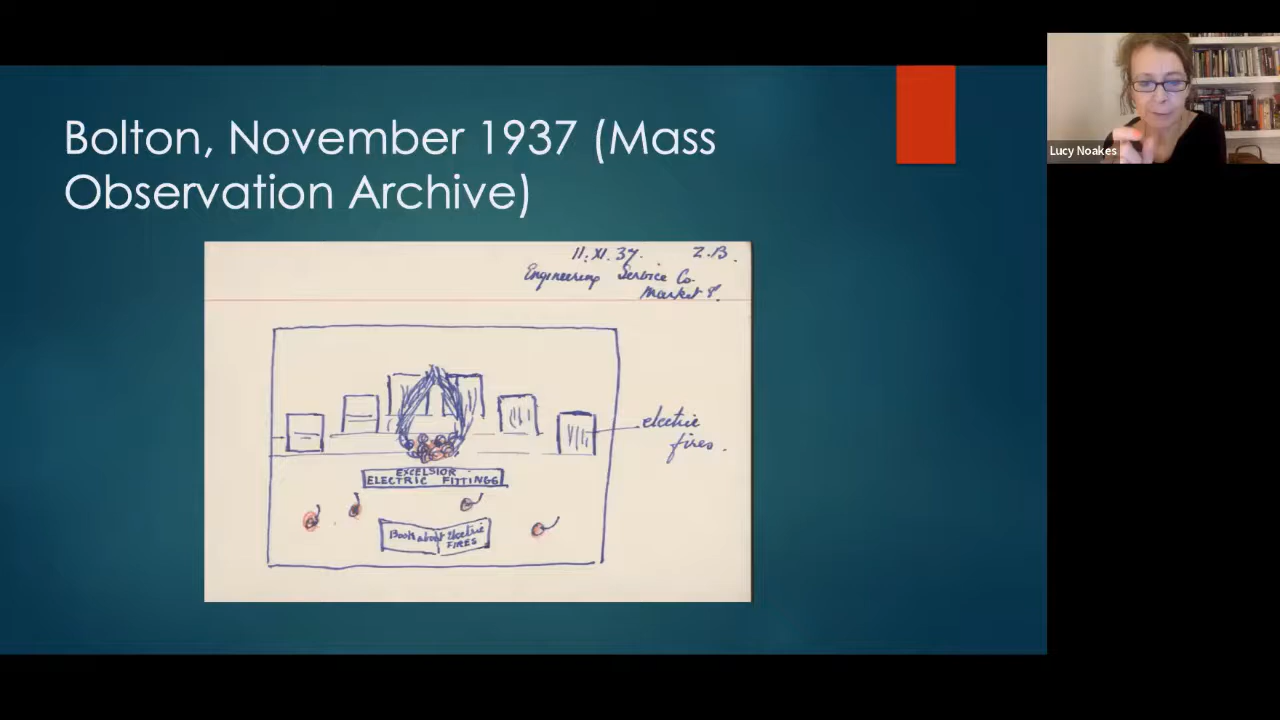 Bolton, November 1937 (Mass
Observation Archive)
Lucy Noakes
11.XI.37. Z.B.
Engineering Service Co.
Market St.
electric
fires.
EXCELSIOR
ELECTRIC FITTINGS
Book about Electric
FIRES